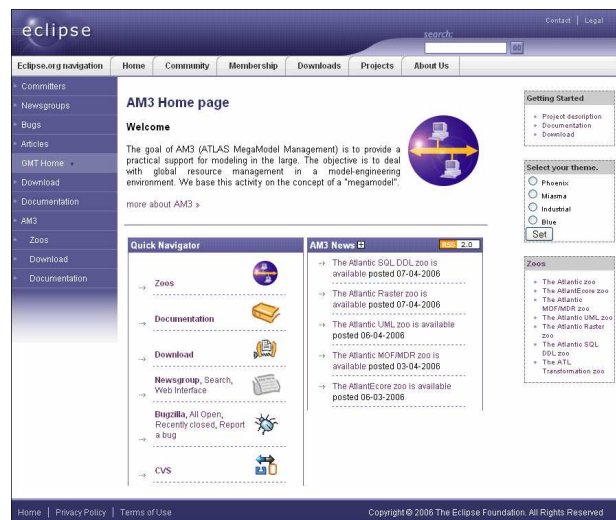 eclipse
Contact | Legal
search:
GO
Eclipse.org navigation
Home
Community
Membership
Downloads
Projects
About Us
Committers
Newsgroups
Bugs
Articles
GMT Home
Download
Documentation
AM3
Zoos
Download
Documentation
AM3 Home page
Welcome
The goal of AM3 (ATLAS MegaModel Management) is to provide a
practical support for modeling in the large. The objective is to deal
with global resource management in a model-engineering
environment. We base this activity on the concept of a "megamodel".
more about AM3 »
Quick Navigator
Zoos
Documentation
Download
Newsgroup, Search,
Web Interface
Bugzilla, All Open,
Recently closed, Report
a bug
CVS
AM3 News
RSS 2.0
The Atlantic SQL DDL zoo is
available posted 07-04-2006
The Atlantic Raster zoo is
available posted 07-04-2006
The Atlantic UML zoo is available
posted 06-04-2006
The Atlantic MOF/MDR zoo is
available posted 03-04-2006
The AtlantEcore zoo is available
posted 06-03-2006
Getting Started
Project description
Documentation
Download
Select your theme.
Phoenix
Miasma
Industrial
Blue
Set
Zoos
The Atlantic zoo
The AtlantEcore zoo
The Atlantic
MOF/MDR zoo
The Atlantic UML zoo
The Atlantic Raster
zoo
The Atlantic SQL
DDL zoo
The ATL
Transformation zoo
Home | Privacy Policy | Terms of Use
Copyright © 2006 The Eclipse Foundation. All Rights Reserved